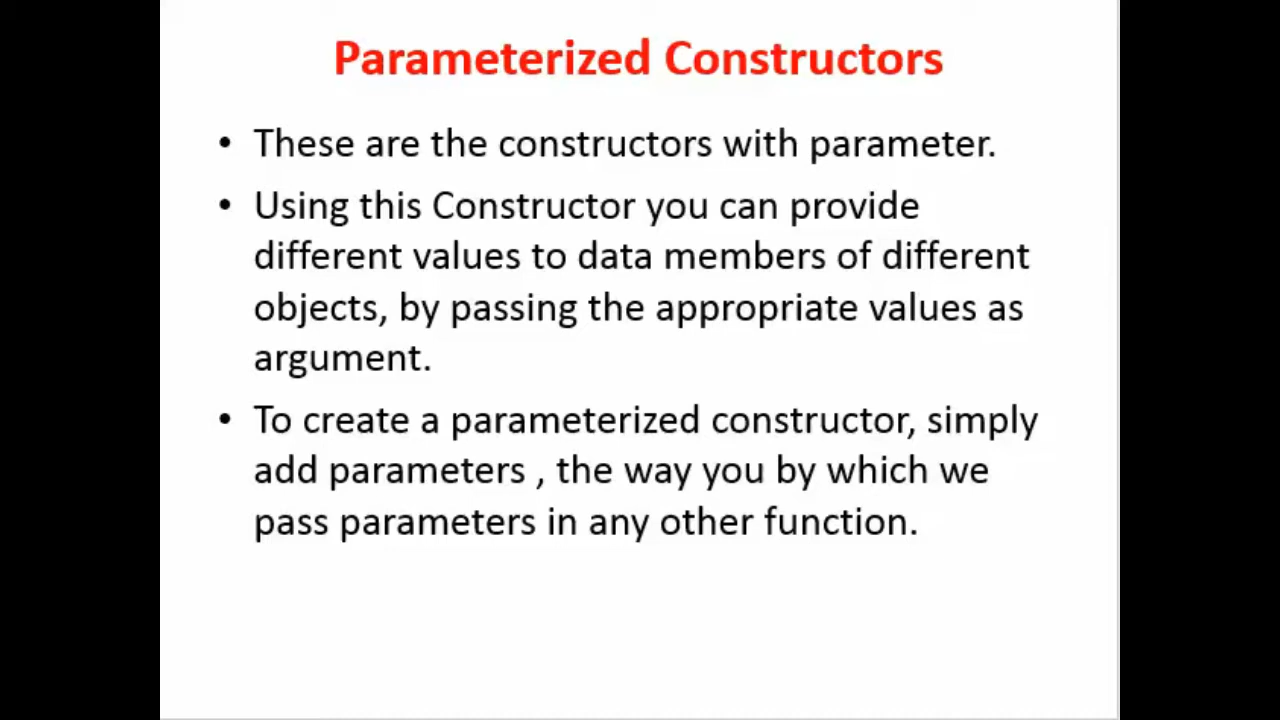 Parameterized Constructors
• These are the constructors with parameter.
• Using this Constructor you can provide
different values to data members of different
objects, by passing the appropriate values as
argument.
• To create a parameterized constructor, simply
add parameters , the way you by which we
pass parameters in any other function.